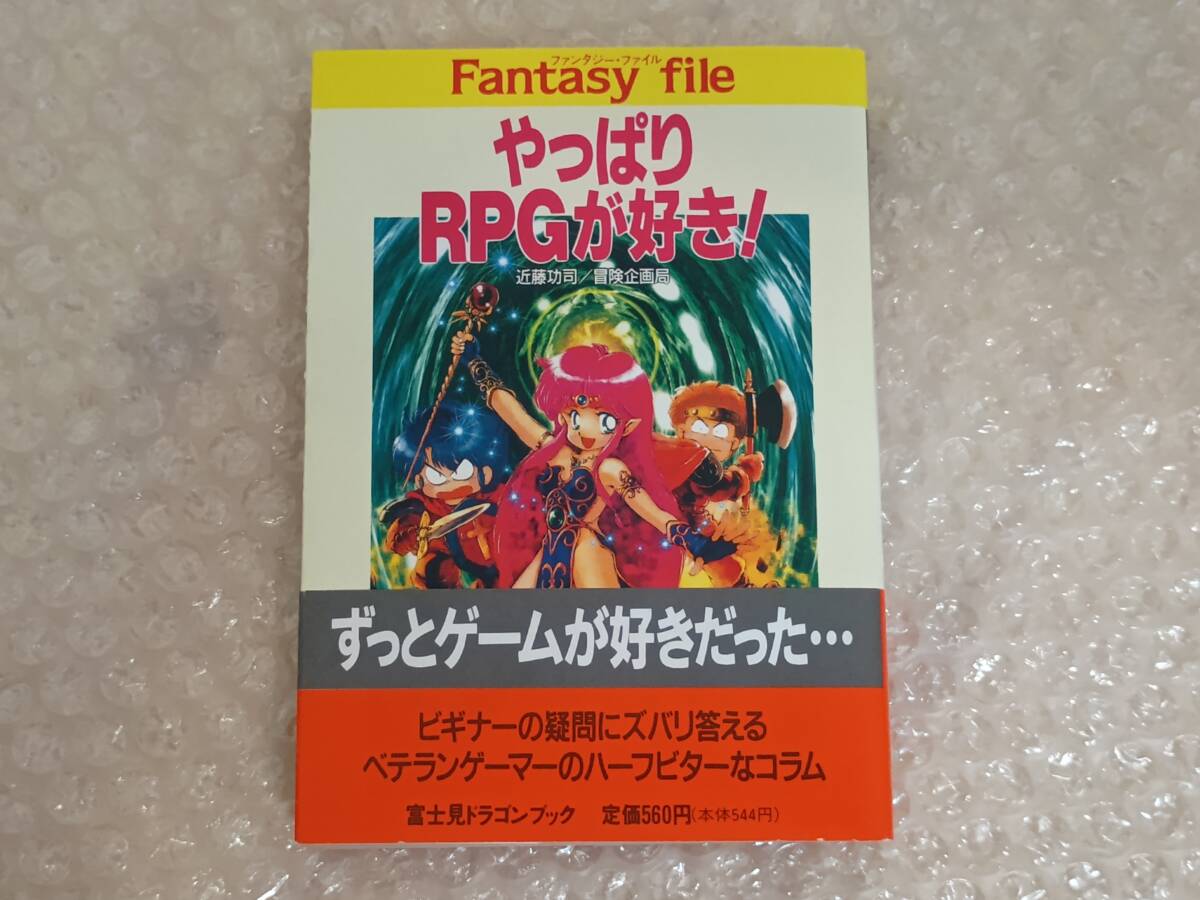 ファンタジー・ファイル
Fantasy file
やっぱり
RPGが好き!
近藤功司/冒険企画局
ずっとゲームが好きだった…
ビギナーの疑問にズバリ答える
ベテランゲーマーのハーフビターなコラム
富士見ドラゴンブック 定価560円(本体544円)